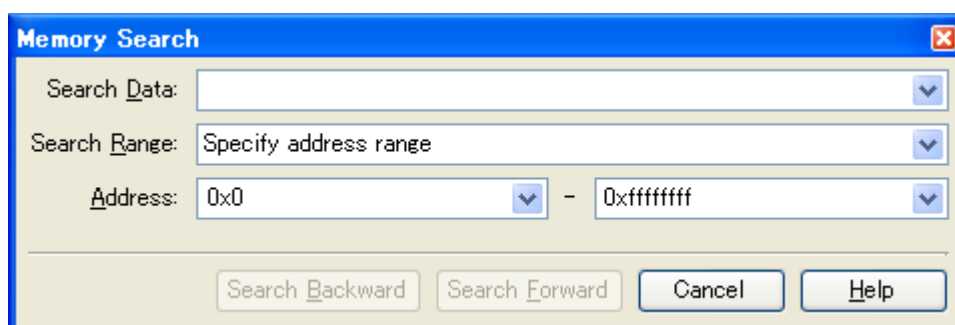 Memory Search
Search Data:
Search Range: Specify address range
Address: 0x0 - 0xffffffff
Search Backward Search Forward Cancel Help